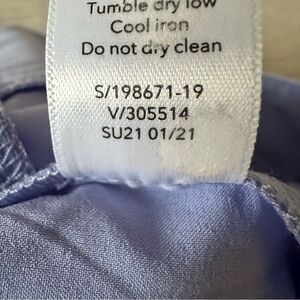 Tumble dry low
Cool iron
Do not dry clean
S/198671-19
V/305514
SU21 01/21